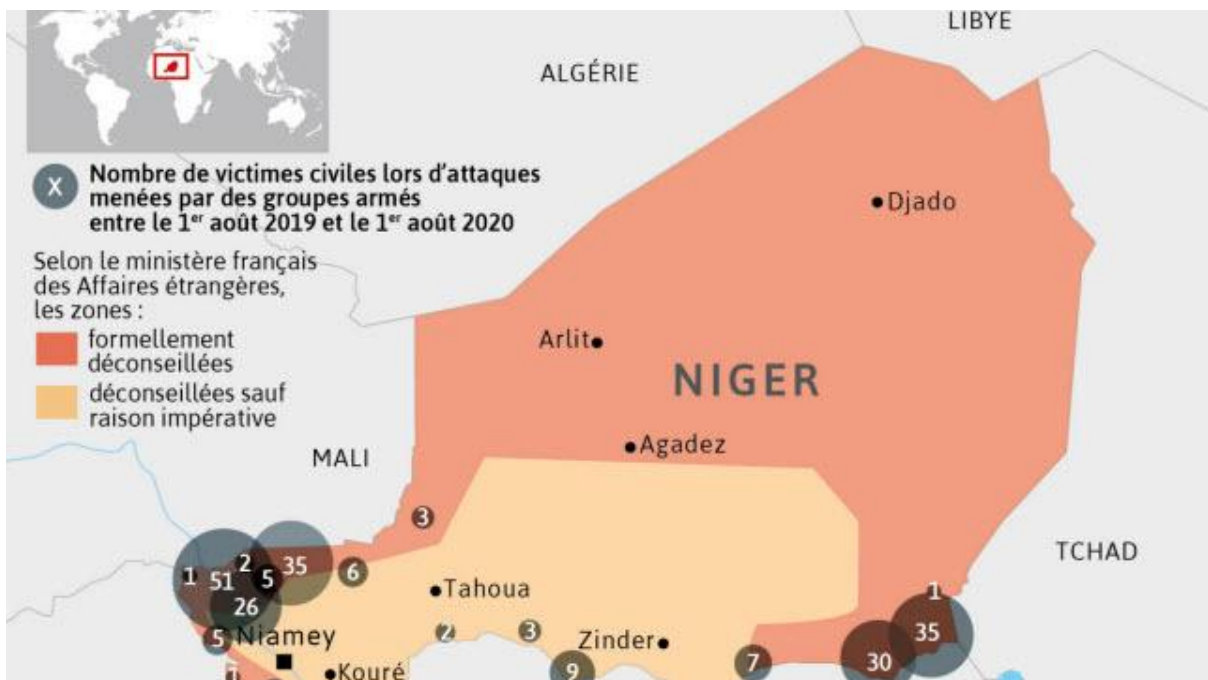 LIBYE
ALGÉRIE
X
Nombre de victimes civiles lors d'attaques
menées par des groupes armés
entre le 1er août 2019 et le 1er août 2020
Djado
Selon le ministère français
des Affaires étrangères,
les zones :
formellement
déconseillées
déconseillées sauf
raison impérative
Arlit
NIGER
Agadez
MALI
3
TCHAD
2
35
1
51
5
6
26
Tahoua
1
5
Niamey
2
3
Zinder
35
7
30
Kouré
9